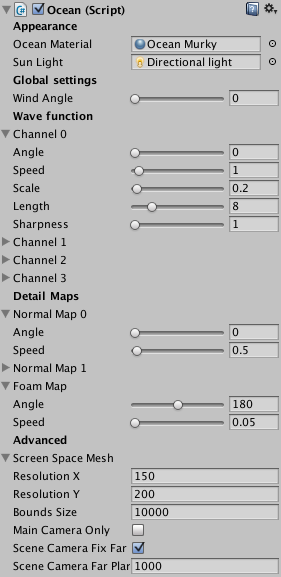 Ocean (Script)
Appearance
Ocean Material Ocean Murky
Sun Light Directional light
Global settings
Wind Angle 0
Wave function
Channel 0
Angle 0
Speed 1
Scale 0.2
Length 8
Sharpness 1
Channel 1
Channel 2
Channel 3
Detail Maps
Normal Map 0
Angle 0
Speed 0.5
Normal Map 1
Foam Map
Angle 180
Speed 0.05
Advanced
Screen Space Mesh
Resolution X 150
Resolution Y 200
Bounds Size 10000
Main Camera Only
Scene Camera Fix Far
Scene Camera Far Plar 1000